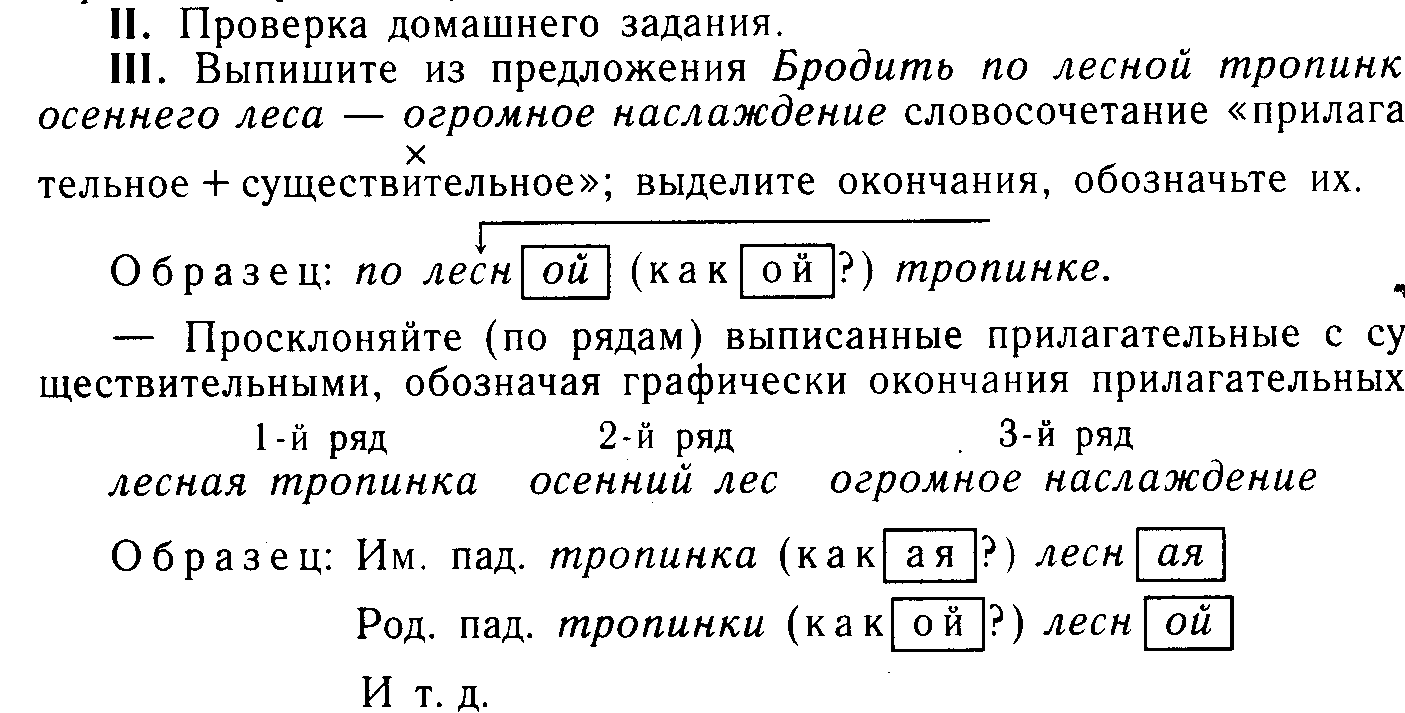 II. Проверка домашнего задания.
III. Выпишите из предложения Бродить по лесной тропинк
осеннего леса — огромное наслаждение словосочетание «прилага
×
тельное + существительное»; выделите окончания, обозначьте их.
Образец: по лесн ой (как ой ?) тропинке.
— Просклоняйте (по рядам) выписанные прилагательные с су
ществительными, обозначая графически окончания прилагательных
1-й ряд 2-й ряд 3-й ряд
лесная тропинка осенний лес огромное наслаждение
Образец: Им. пад. тропинка (как ая ?) лесн ая
Род. пад. тропинки (как ой ?) лесн ой
И т. д.